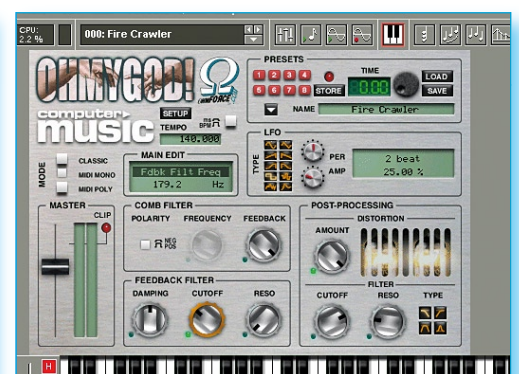 CPU:
2.2 %
000: Fire Crawler
OHMYGOD!
Ω
OHMFORCE
computer
music
SETUP
TEMPO
ms
BPM
140.000
PRESETS
1 2 3 4
5 6 7 8
STORE
TIME
LOAD
SAVE
NAME
Fire Crawler
MODE
CLASSIC
MIDI MONO
MIDI POLY
MAIN EDIT
Fdbk Filt Freq
179.2 Hz
LFO
TYPE
PER
AMP
2 beat
25.00 %
MASTER
CLIP
COMB FILTER
POLARITY
FREQUENCY
FEEDBACK
NEG
POS
FEEDBACK FILTER
DAMPING
CUTOFF
RESO
POST-PROCESSING
DISTORTION
AMOUNT
FILTER
CUTOFF
RESO
TYPE
H